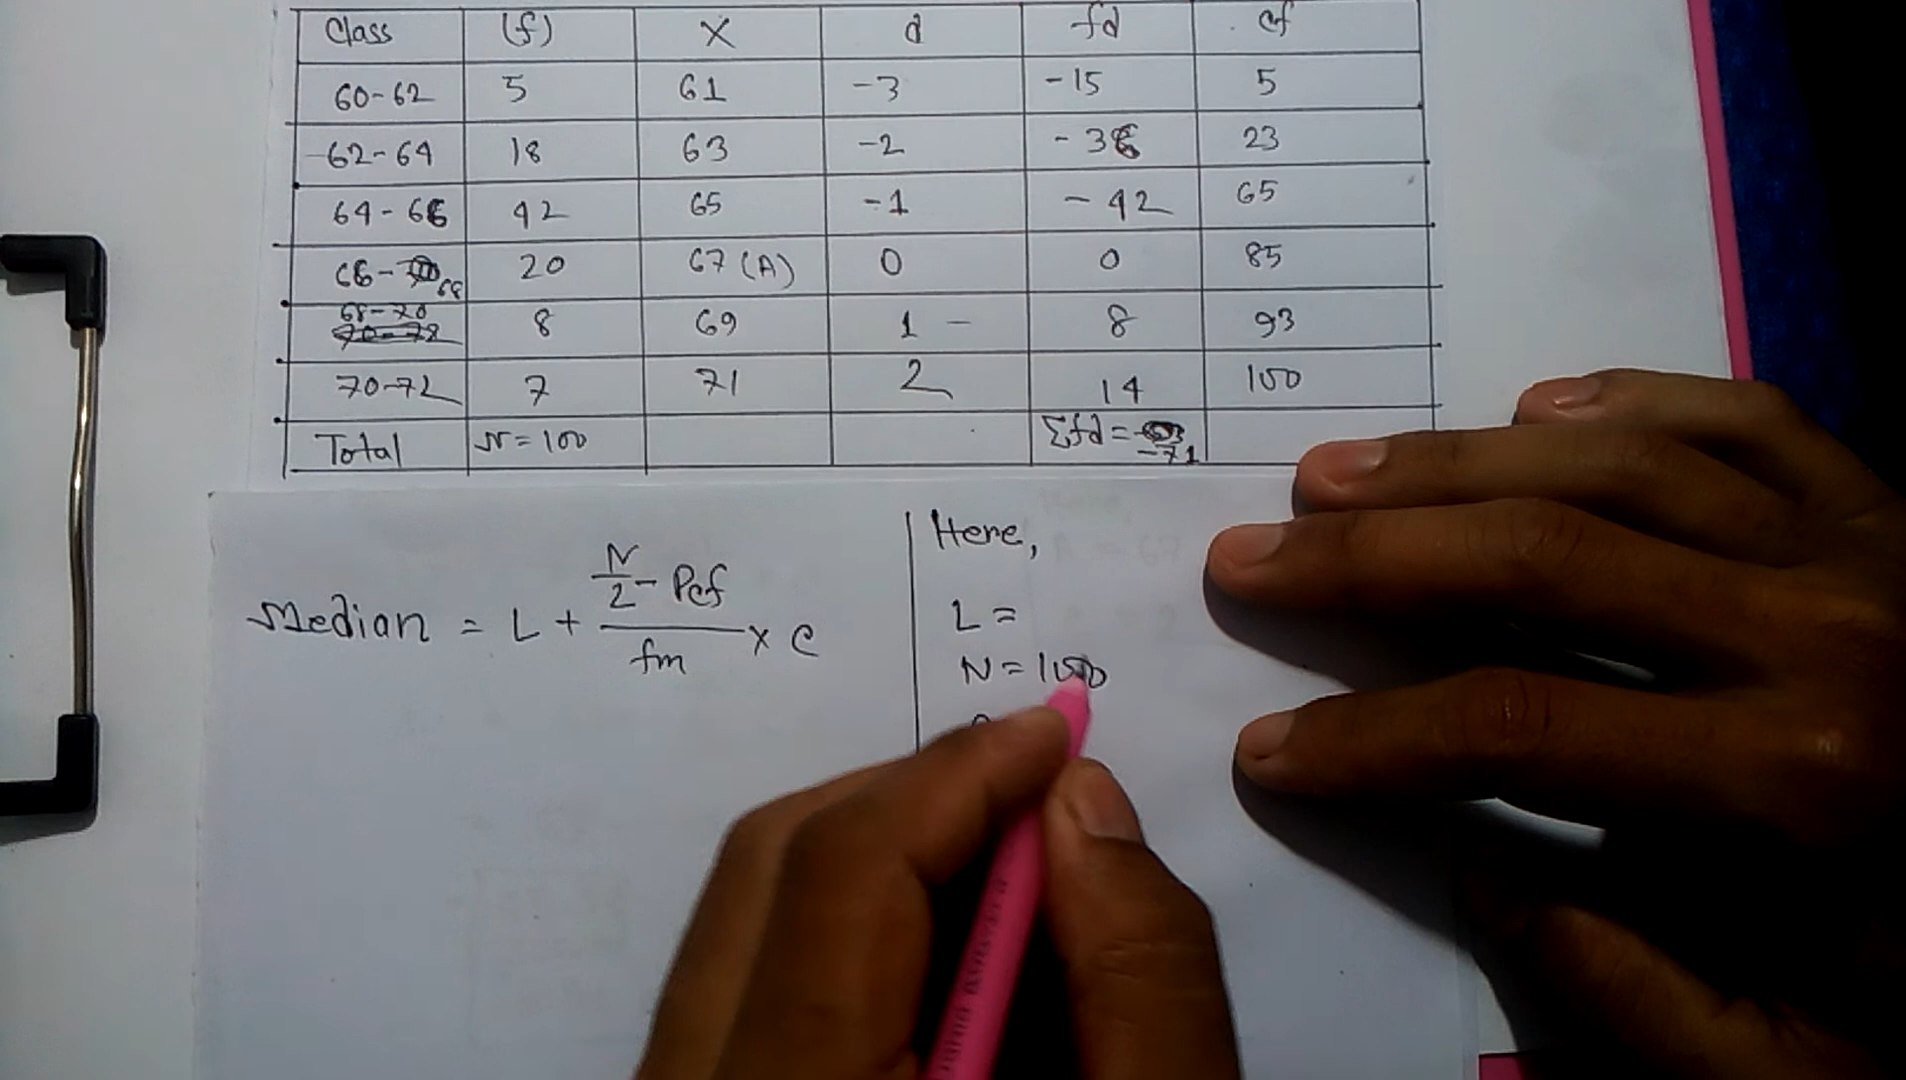 Class (f) X d fd cf
60-62 5 61 -3 -15 5
62-64 18 63 -2 -36 23
64-66 42 65 -1 -42 65
66-68 20 67 (A) 0 0 85
68-70 8 69 1 - 8 93
70-72 7 71 2 14 100
Total N=100 Σfd = -71
Median = L + (N/2 - Pcf)/fm × C
Here,
L =
N = 100